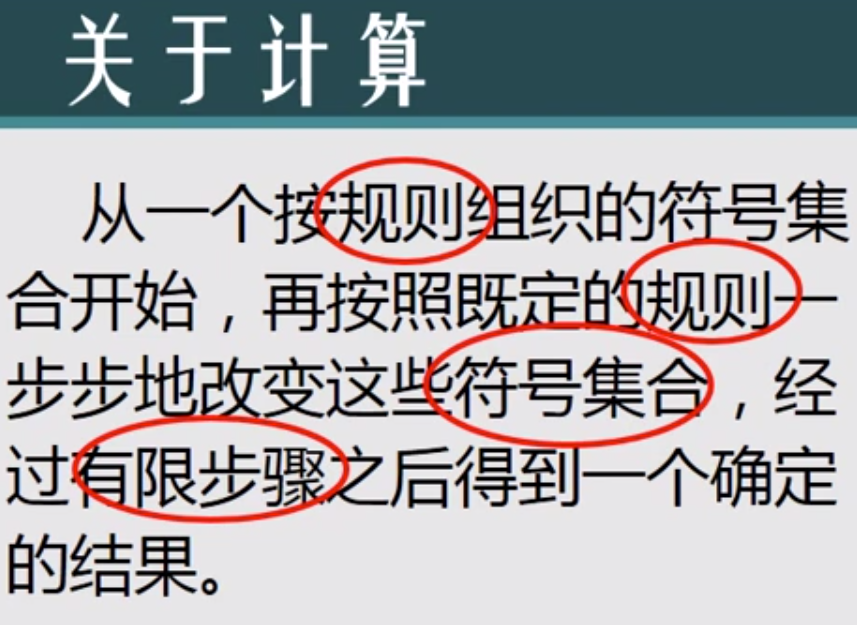 关于计算
从一个按规则组织的符号集
合开始，再按照既定的规则一
步步地改变这些符号集合，经
过有限步骤之后得到一个确定
的结果。